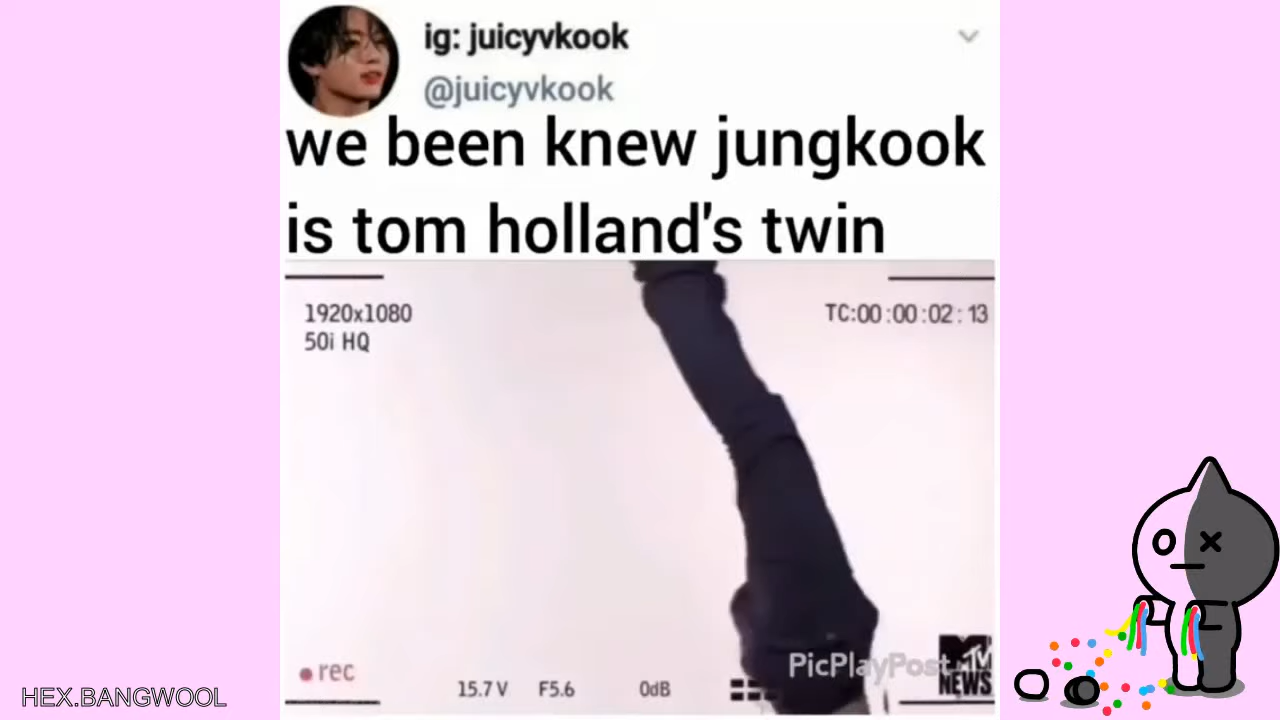 ig: juicyvkook
@juicyvkook
we been knew jungkook
is tom holland's twin
1920x1080
50i HQ
TC:00:00:02:13
rec
15.7V F5.6 0dB
PicPlayPost
MTV
NEWS
HEX.BANGWOOL